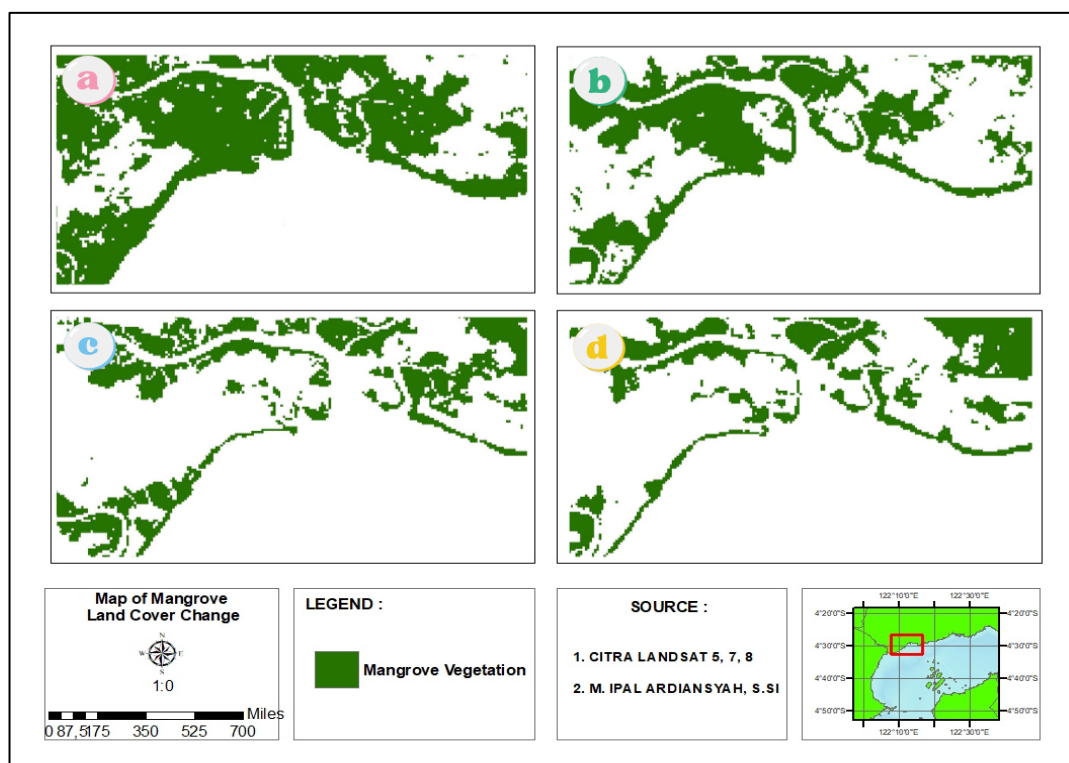 a
b
c
d
Map of Mangrove
Land Cover Change
N
W E
S
1:0
Miles
0 87,5175 350 525 700
LEGEND :
Mangrove Vegetation
SOURCE :
1. CITRA LANDSAT 5, 7, 8
2. M. IPAL ARDIANSYAH, S.SI
122°10'0"E 122°30'0"E
4°20'0"S 4°20'0"S
4°30'0"S 4°30'0"S
4°40'0"S 4°40'0"S
4°50'0"S 4°50'0"S
122°10'0"E 122°30'0"E